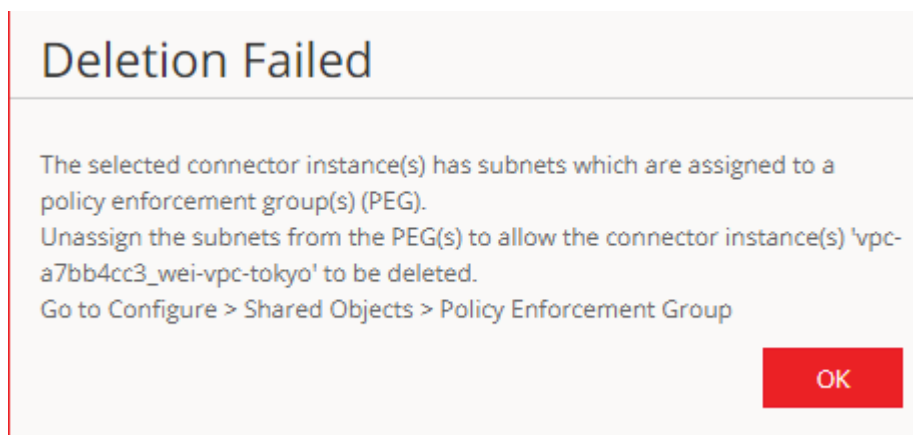 Deletion Failed
The selected connector instance(s) has subnets which are assigned to a
policy enforcement group(s) (PEG).
Unassign the subnets from the PEG(s) to allow the connector instance(s) 'vpc-
a7bb4cc3_wei-vpc-tokyo' to be deleted.
Go to Configure > Shared Objects > Policy Enforcement Group
OK